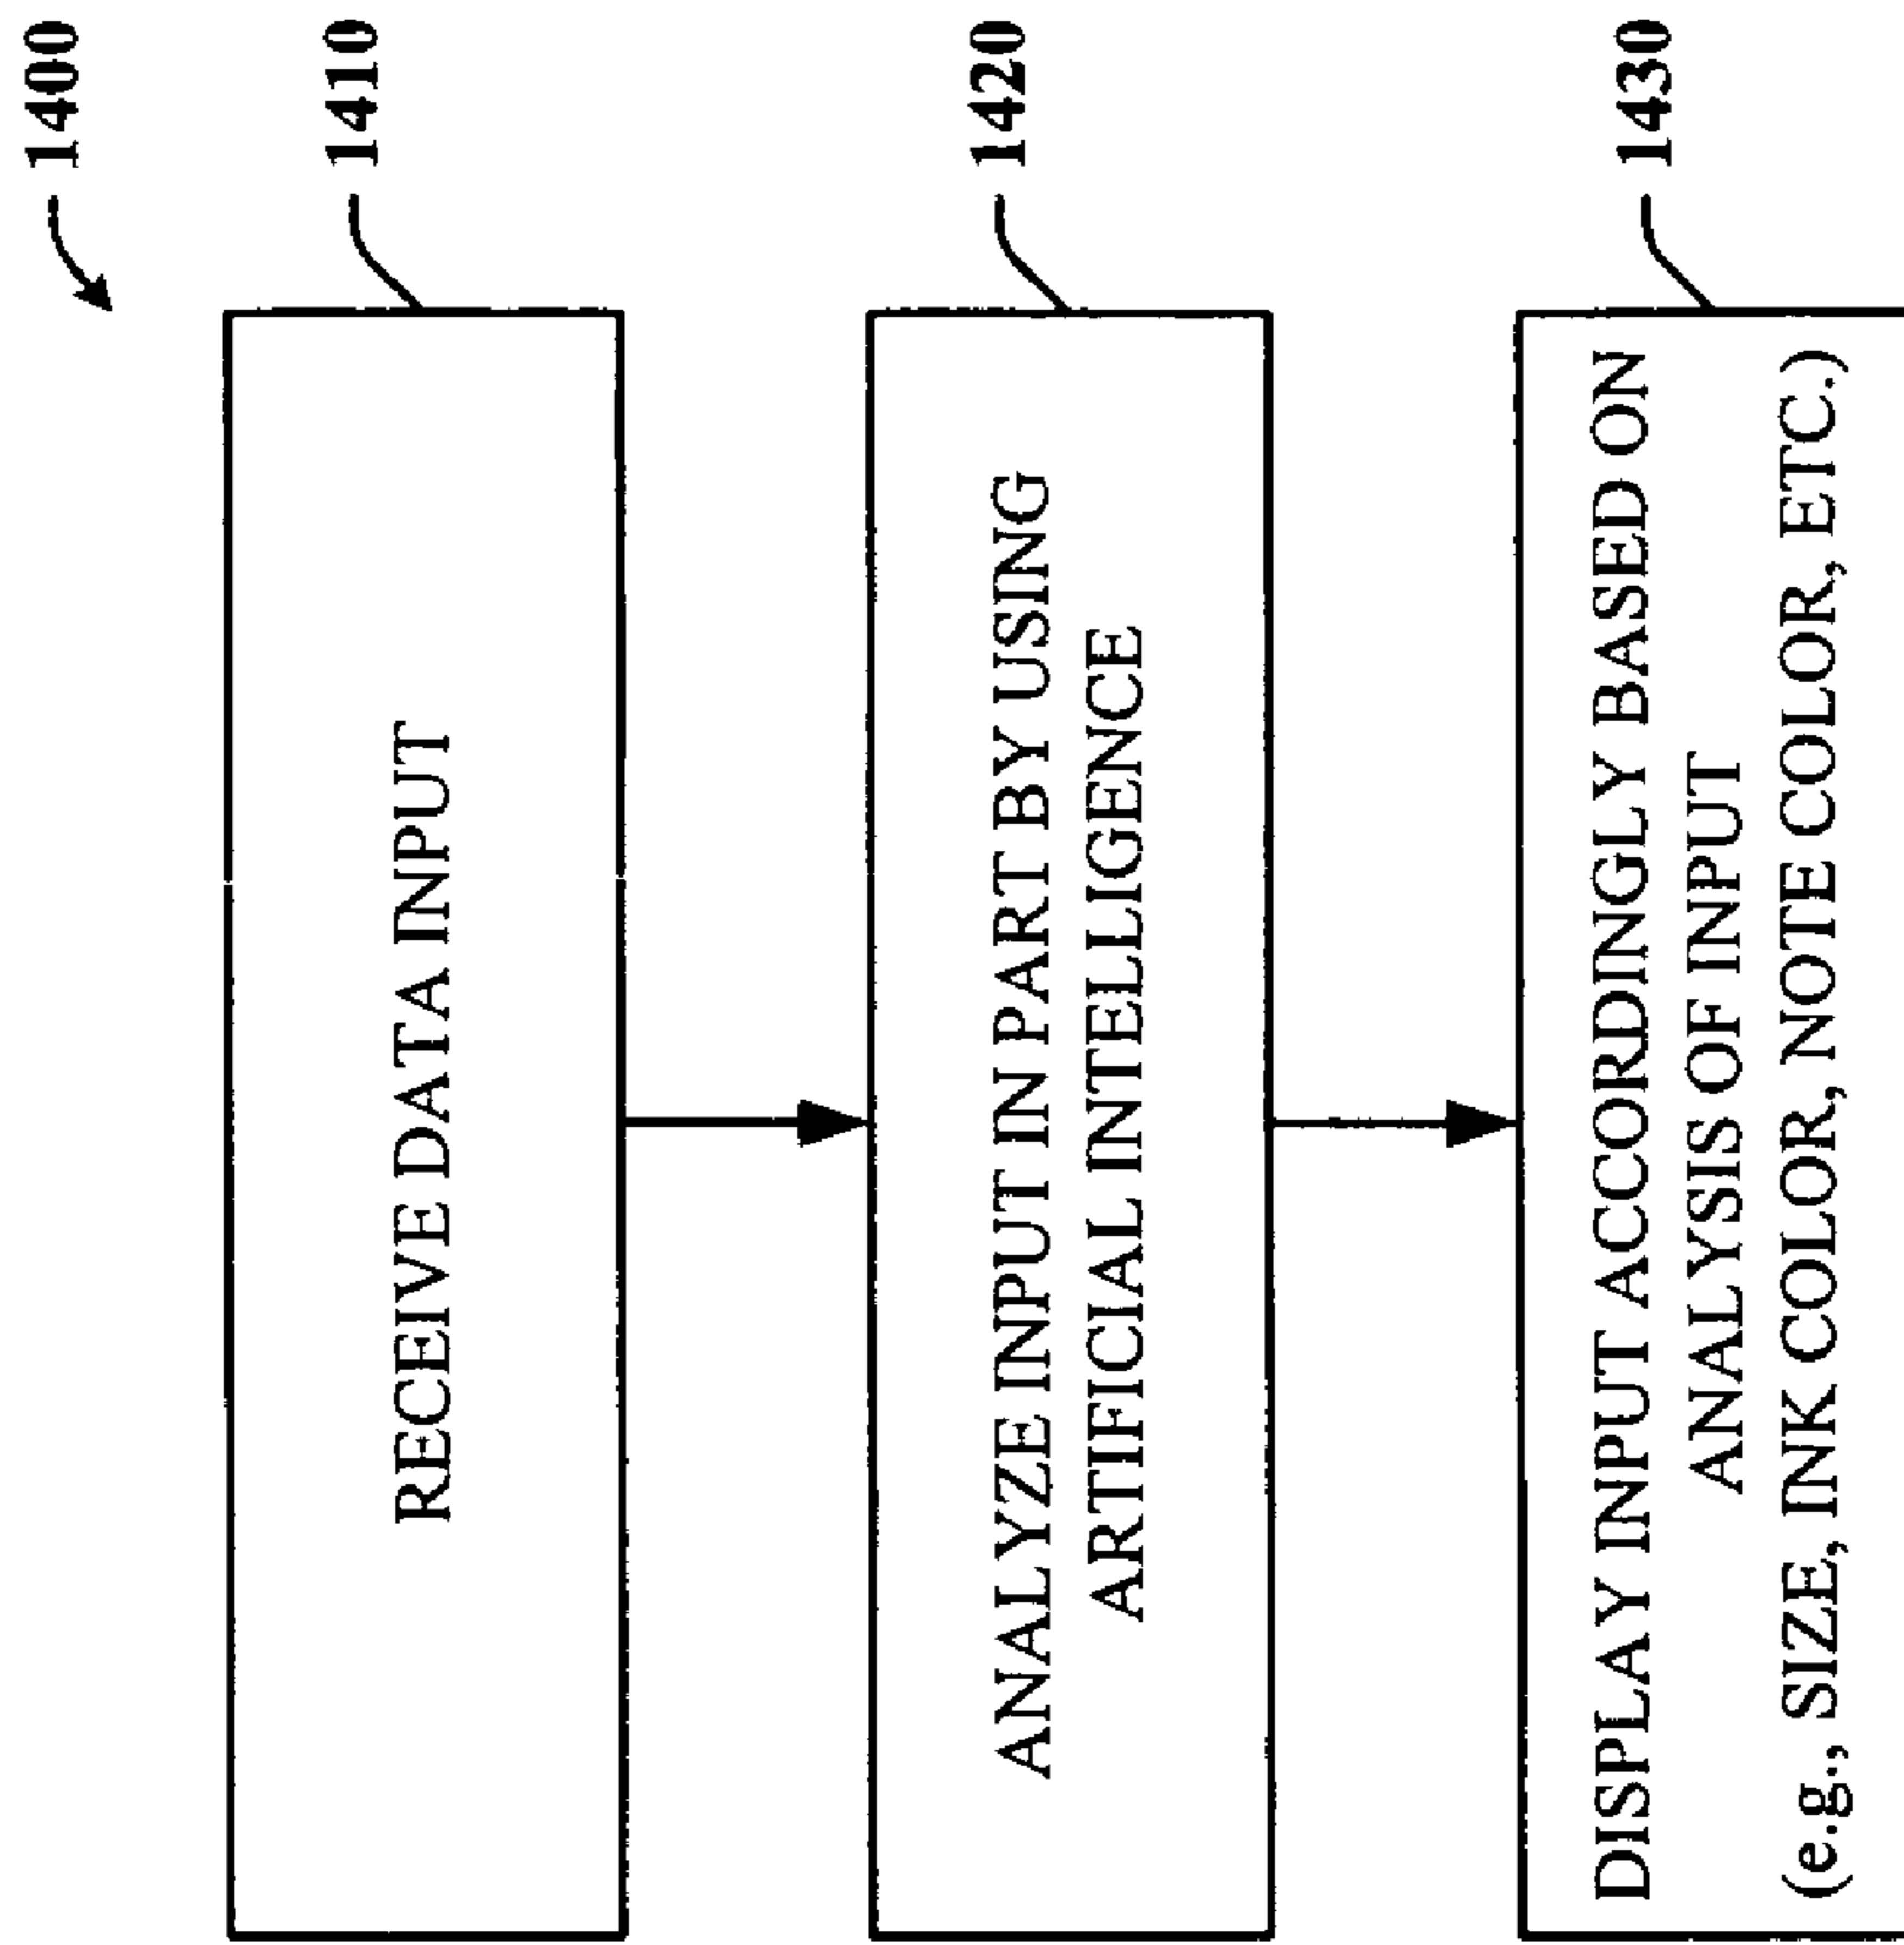 1400
1410
RECEIVE DATA INPUT
1420
ANALYZE INPUT IN PART BY USING
ARTIFICIAL INTELLIGENCE
1430
DISPLAY INPUT ACCORDINGLY BASED ON
ANALYSIS OF INPUT
(e.g., SIZE, INK COLOR, NOTE COLOR, ETC.)